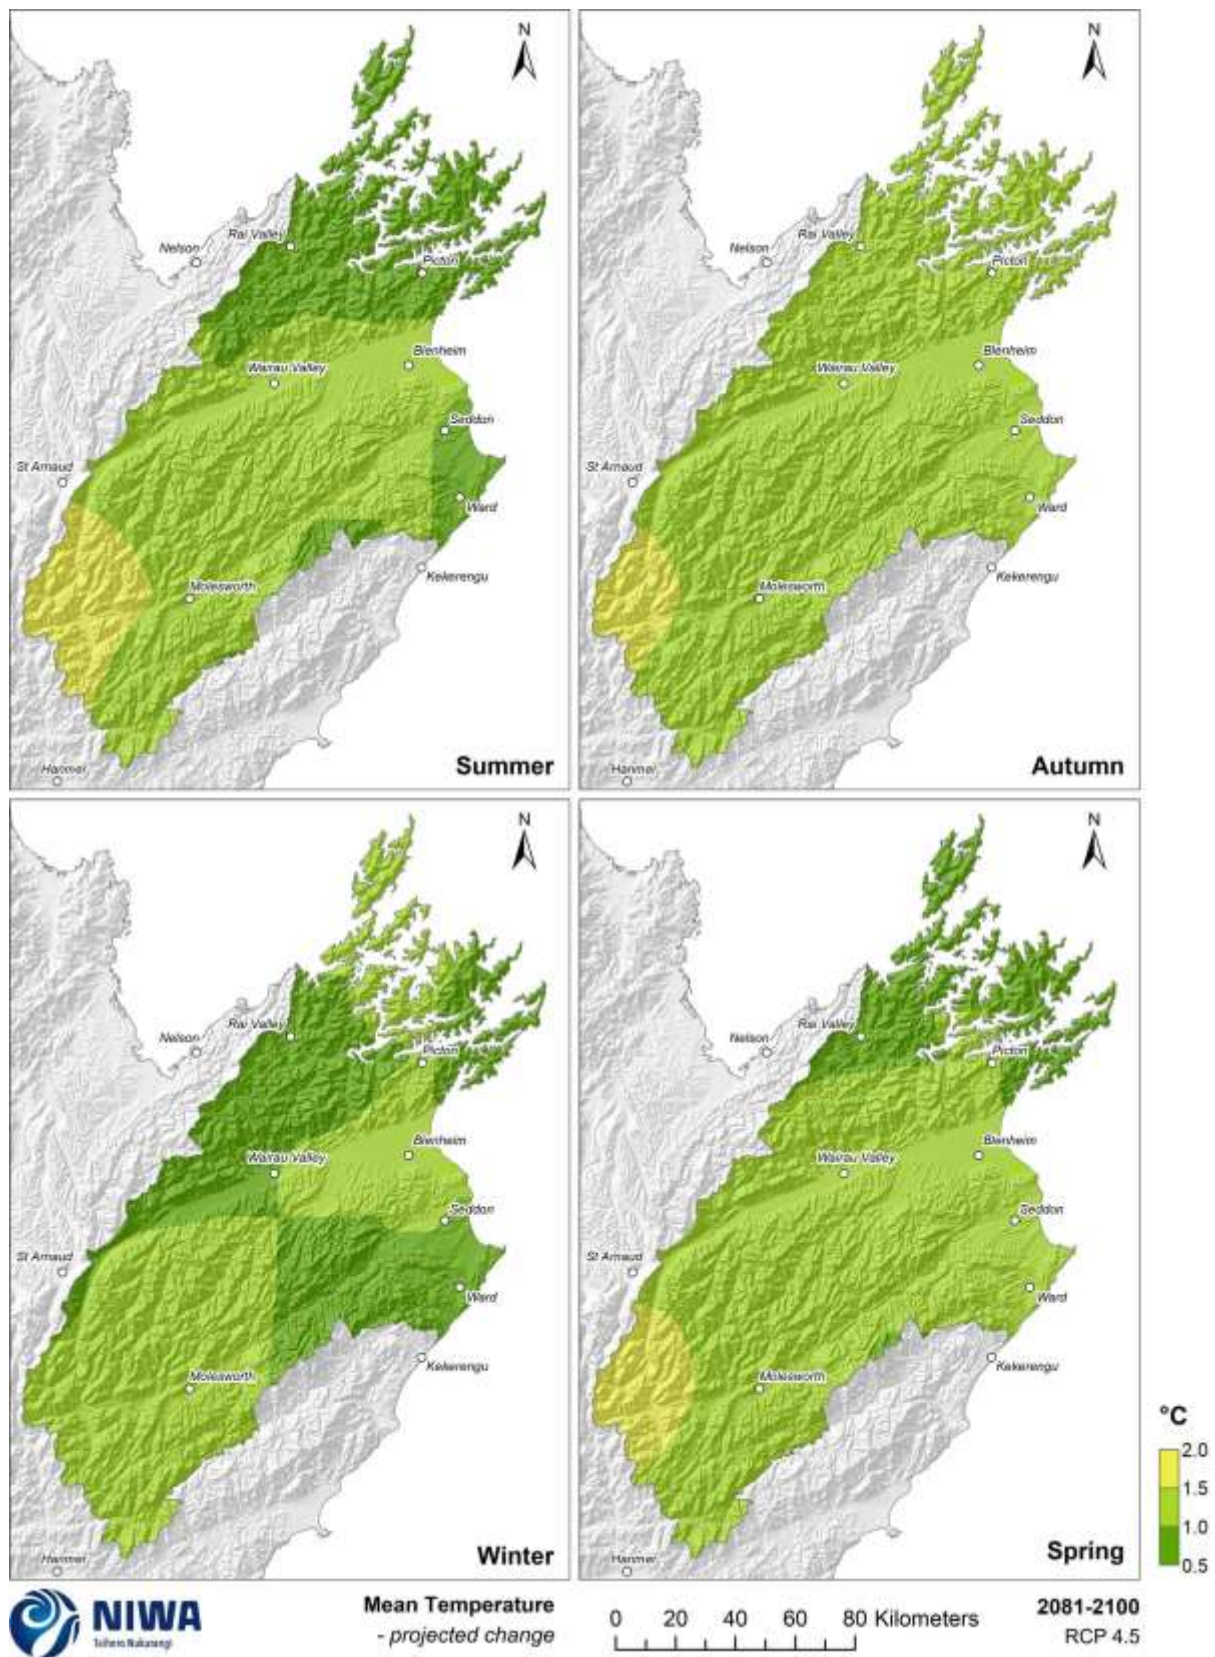 N
Rai Valley
Nelson
Picton
Blenheim
Wairau Valley
Seddon
St Arnaud
Ward
Molesworth
Kekerengu
Hanmer
Summer
N
Rai Valley
Nelson
Picton
Blenheim
Wairau Valley
Seddon
St Arnaud
Ward
Molesworth
Kekerengu
Hanmer
Autumn
N
Rai Valley
Nelson
Picton
Blenheim
Wairau Valley
Seddon
St Arnaud
Ward
Molesworth
Kekerengu
Hanmer
Winter
N
Rai Valley
Nelson
Picton
Blenheim
Wairau Valley
Seddon
St Arnaud
Ward
Molesworth
Kekerengu
Hanmer
Spring
°C
2.0
1.5
1.0
0.5
NIWA
Taihoro Nukurangi
Mean Temperature
- projected change
0 20 40 60 80 Kilometers
2081-2100
RCP 4.5